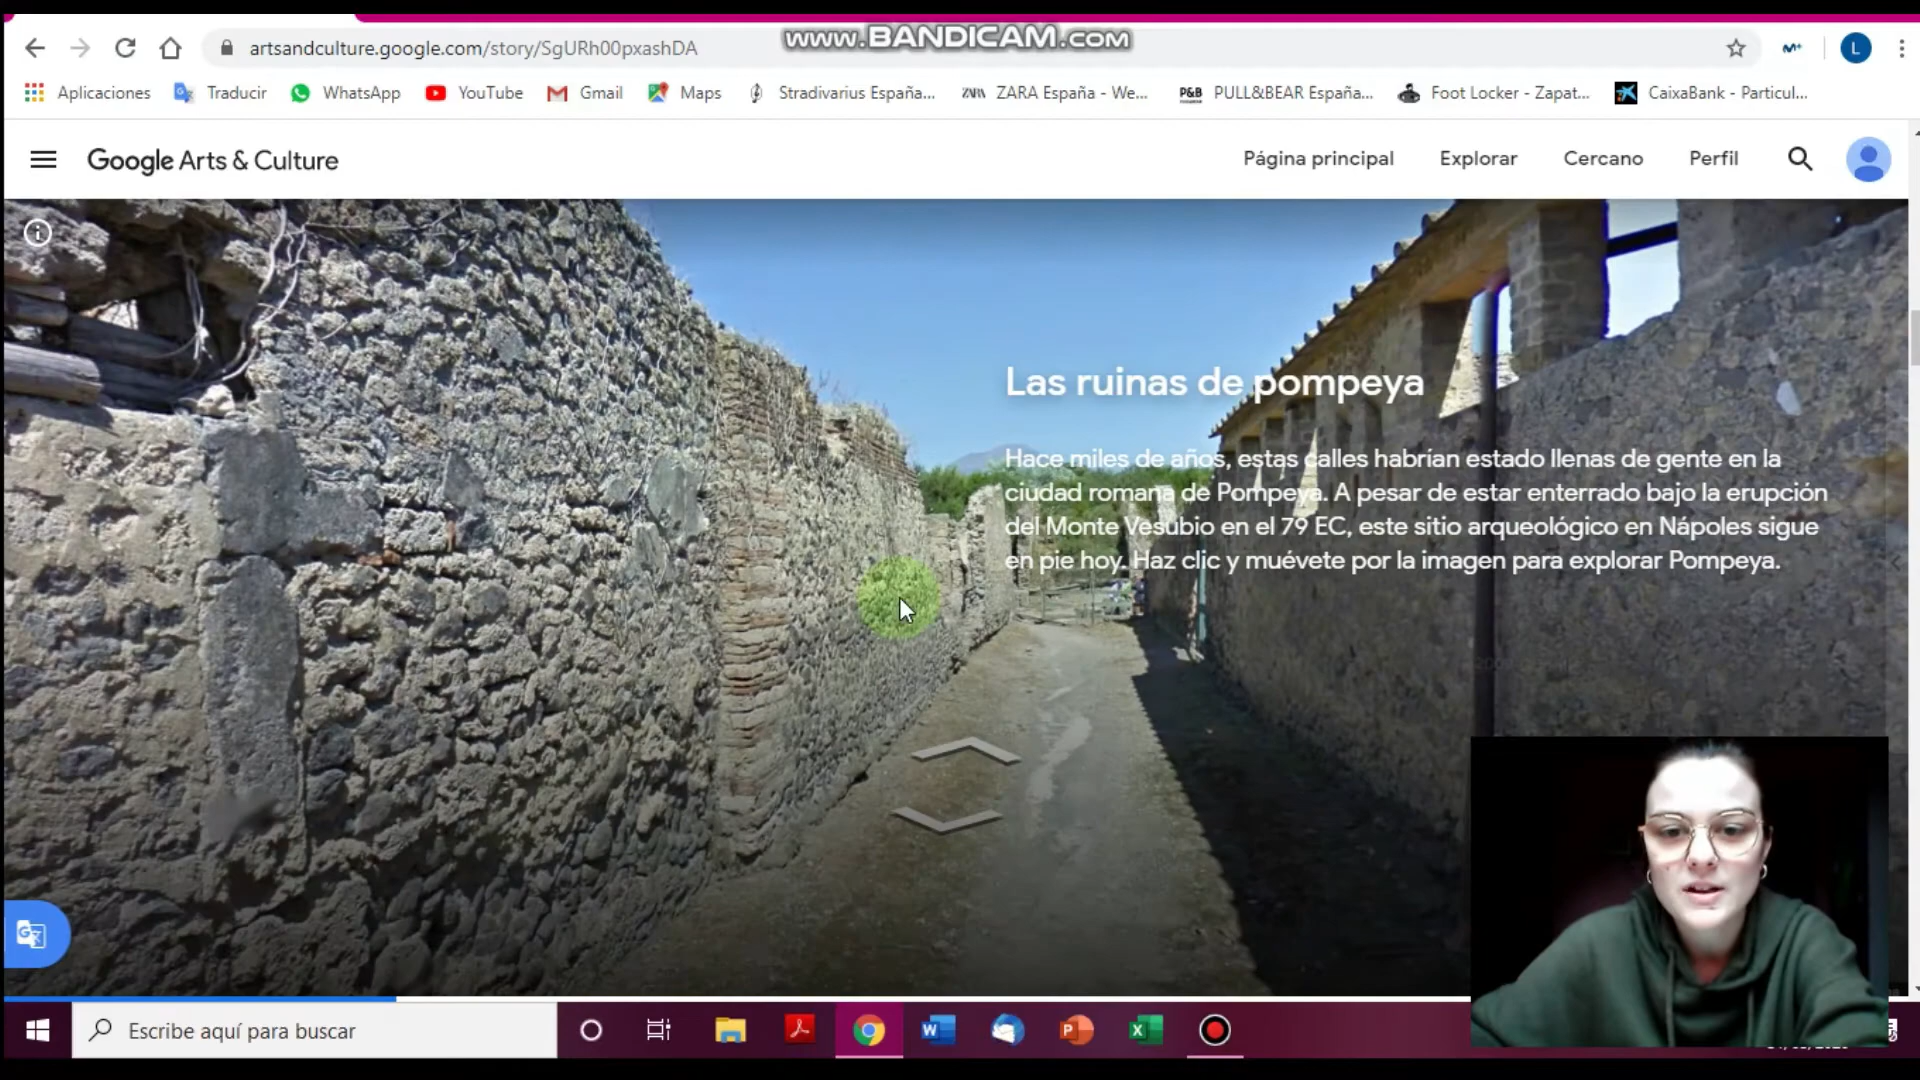 www.BANDICAM.com
artsandculture.google.com/story/SgURh00pxashDA
L
Aplicaciones
Traducir
WhatsApp
YouTube
Gmail
Maps
Stradivarius España...
ZARA
ZARA España - We...
P&B
PULL&BEAR España...
Foot Locker - Zapat...
CaixaBank - Particul...
Google Arts & Culture
Página principal
Explorar
Cercano
Perfil
Las ruinas de pompeya
Hace miles de años, estas calles habrían estado llenas de gente en la
ciudad romana de Pompeya. A pesar de estar enterrado bajo la erupción
del Monte Vesubio en el 79 EC, este sitio arqueológico en Nápoles sigue
en pie hoy. Haz clic y muévete por la imagen para explorar Pompeya.
Escribe aquí para buscar